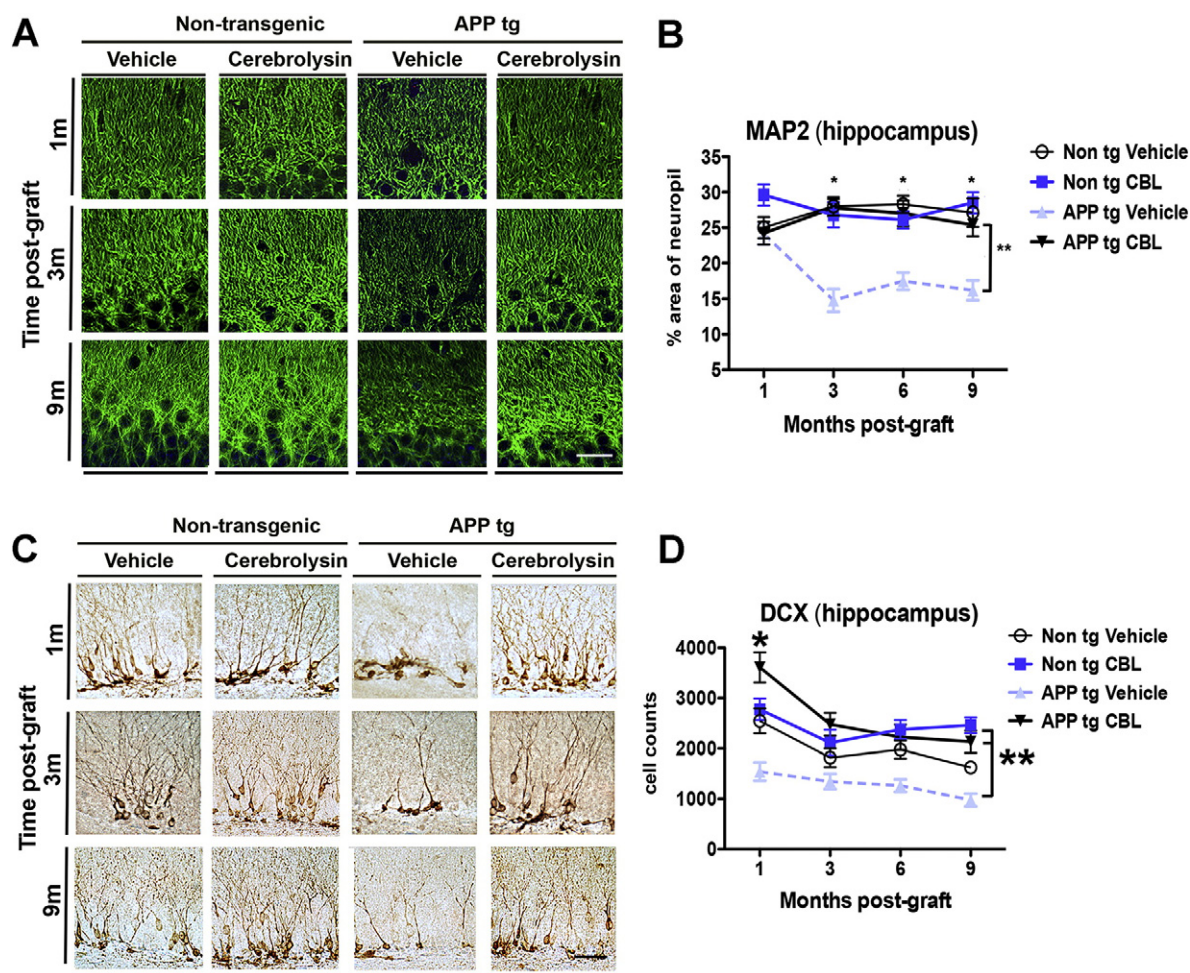 A
Non-transgenic
APP tg
Vehicle
Cerebrolysin
Vehicle
Cerebrolysin
Time post-graft
1m
3m
9m
B
MAP2 (hippocampus)
% area of neuropil
35
30
25
20
15
10
5
*
*
*
**
1
3
6
9
Months post-graft
Non tg Vehicle
Non tg CBL
APP tg Vehicle
APP tg CBL
C
Non-transgenic
APP tg
Vehicle
Cerebrolysin
Vehicle
Cerebrolysin
Time post-graft
1m
3m
9m
D
DCX (hippocampus)
cell counts
4000
3000
2000
1000
0
*
**
1
3
6
9
Months post-graft
Non tg Vehicle
Non tg CBL
APP tg Vehicle
APP tg CBL